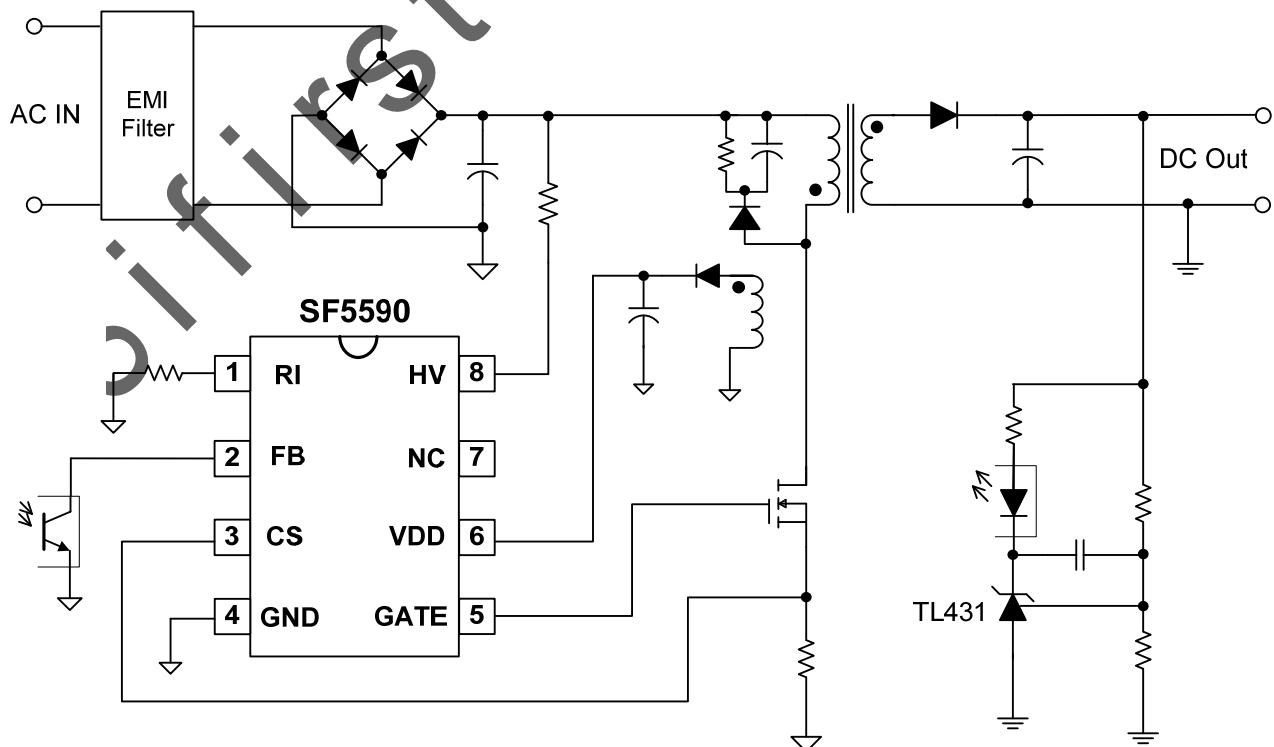 AC IN
EMI
Filter
DC Out
SF5590
1 RI HV 8
2 FB NC 7
3 CS VDD 6
4 GND GATE 5
TL431
ifirst